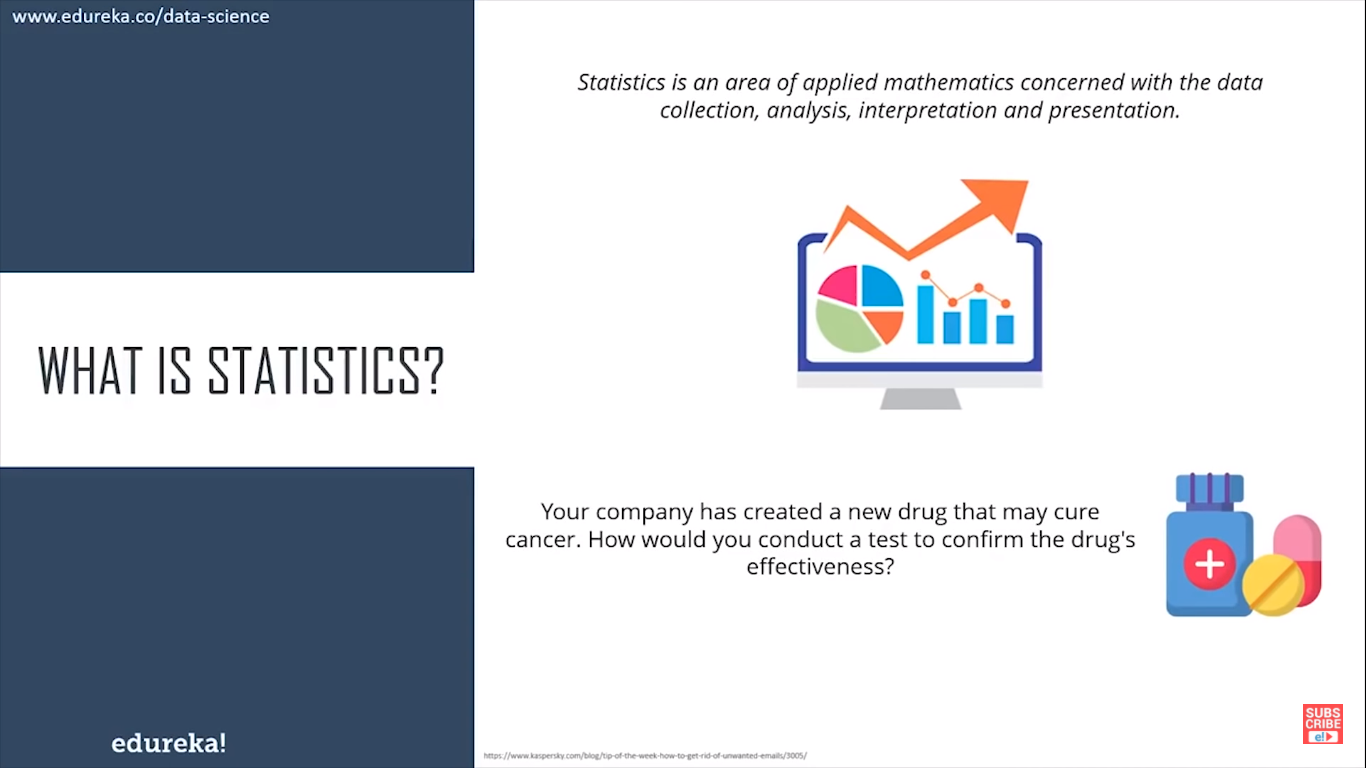 www.edureka.co/data-science
Statistics is an area of applied mathematics concerned with the data
collection, analysis, interpretation and presentation.
WHAT IS STATISTICS?
Your company has created a new drug that may cure
cancer. How would you conduct a test to confirm the drug's
effectiveness?
edureka!
https://www.kaspersky.com/blog/tip-of-the-week-how-to-get-rid-of-unwanted-emails/3005/
SUBS
CRIBE
e!